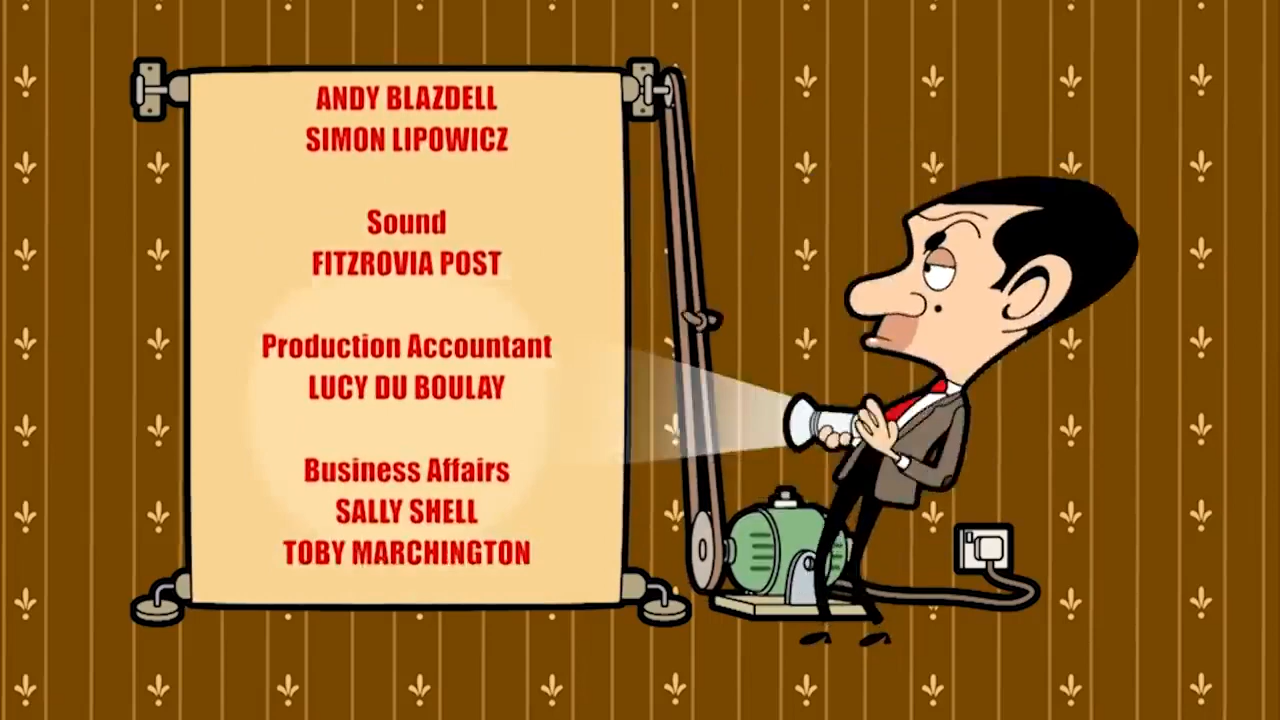 ANDY BLAZDELL
SIMON LIPOWICZ
Sound
FITZROVIA POST
Production Accountant
LUCY DU BOULAY
Business Affairs
SALLY SHELL
TOBY MARCHINGTON